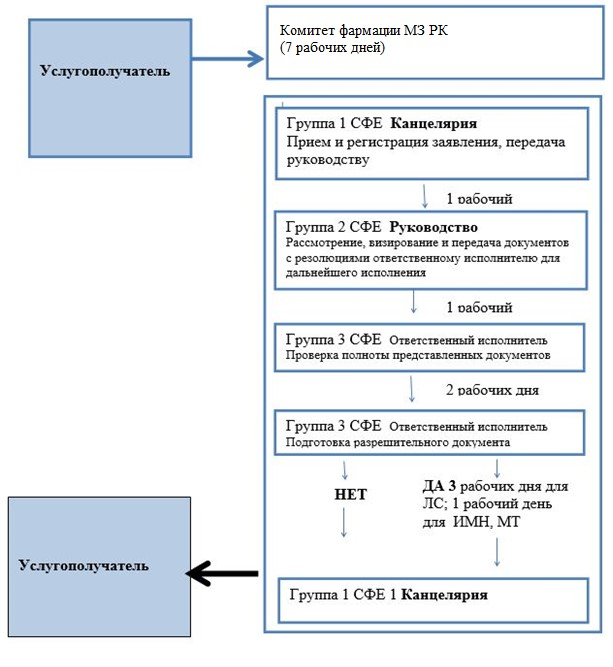 Услугополучатель
Комитет фармации МЗ РК
(7 рабочих дней)
Группа 1 СФЕ Канцелярия
Прием и регистрация заявления, передача
руководству
1 рабочий
Группа 2 СФЕ Руководство
Рассмотрение, визирование и передача документов
с резолюциями ответственному исполнителю для
дальнейшего исполнения
1 рабочий
Группа 3 СФЕ Ответственный исполнитель
Проверка полноты представленных документов
2 рабочих дня
Группа 3 СФЕ Ответственный исполнитель
Подготовка разрешительного документа
НЕТ
ДА 3 рабочих дня для
ЛС; 1 рабочий день
для ИМН, МТ
Услугополучатель
Группа 1 СФЕ 1 Канцелярия